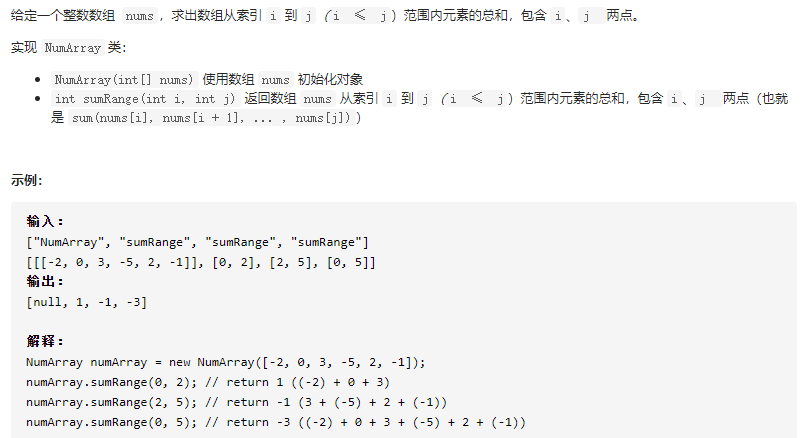 给定一个整数数组 nums，求出数组从索引 i 到 j （i ≤ j）范围内元素的总和，包含 i、j 两点。
实现 NumArray 类：
• NumArray(int[] nums) 使用数组 nums 初始化对象
• int sumRange(int i, int j) 返回数组 nums 从索引 i 到 j （i ≤ j）范围内元素的总和，包含 i、j 两点（也就
是 sum(nums[i], nums[i + 1], ... , nums[j])）
示例：
输入：
["NumArray", "sumRange", "sumRange", "sumRange"]
[[[-2, 0, 3, -5, 2, -1]], [0, 2], [2, 5], [0, 5]]
输出：
[null, 1, -1, -3]
解释：
NumArray numArray = new NumArray([-2, 0, 3, -5, 2, -1]);
numArray.sumRange(0, 2); // return 1 ((-2) + 0 + 3)
numArray.sumRange(2, 5); // return -1 (3 + (-5) + 2 + (-1))
numArray.sumRange(0, 5); // return -3 ((-2) + 0 + 3 + (-5) + 2 + (-1))